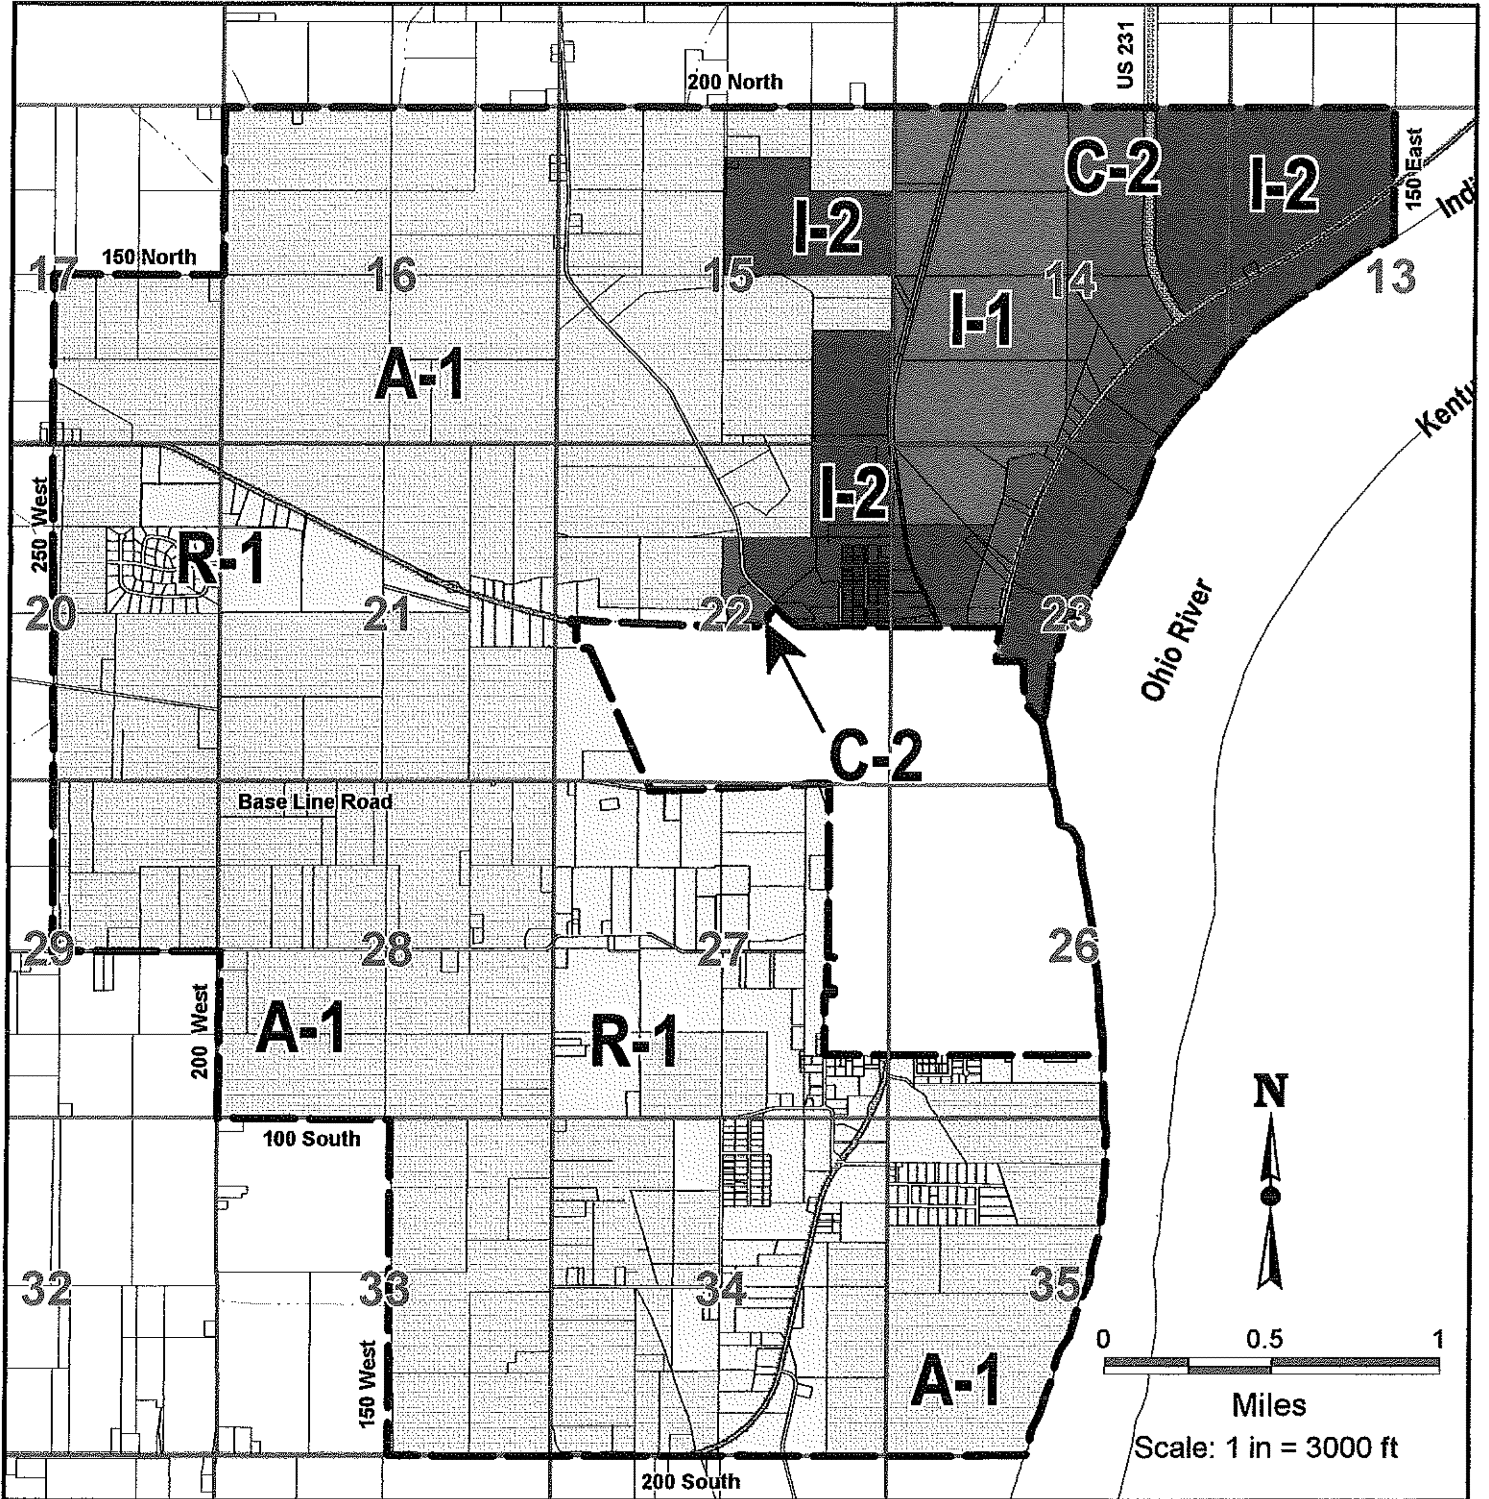 US 231
200 North
C-2
I-2
150 East
I-2
Indi
150 North
17
16
15
14
13
I-1
A-1
Kentu
I-2
250 West
R-1
20
21
22
23
Ohio River
C-2
Base Line Road
29
28
27
26
200 West
A-1
R-1
N
100 South
32
33
34
35
0 0.5 1
150 West
A-1
Miles
Scale: 1 in = 3000 ft
200 South